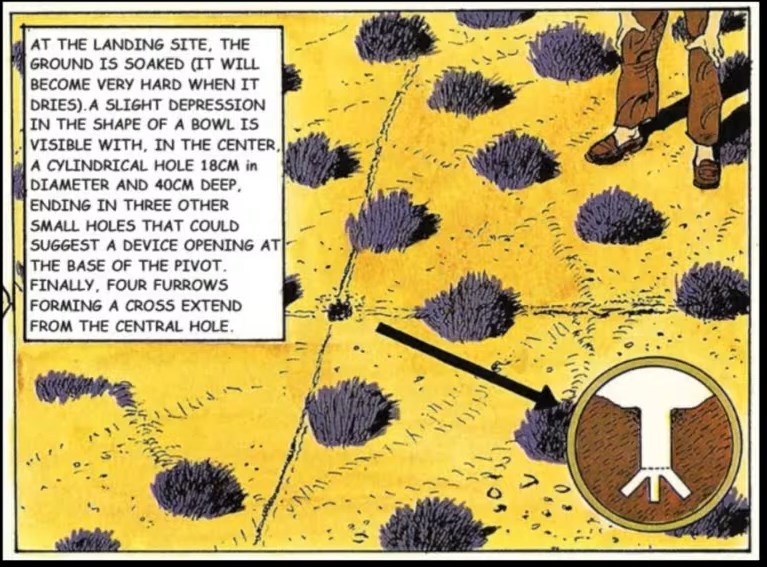 AT THE LANDING SITE, THE
GROUND IS SOAKED (IT WILL
BECOME VERY HARD WHEN IT
DRIES). A SLIGHT DEPRESSION
IN THE SHAPE OF A BOWL IS
VISIBLE WITH, IN THE CENTER,
A CYLINDRICAL HOLE 18CM in
DIAMETER AND 40CM DEEP,
ENDING IN THREE OTHER
SMALL HOLES THAT COULD
SUGGEST A DEVICE OPENING AT
THE BASE OF THE PIVOT.
FINALLY, FOUR FURROWS
FORMING A CROSS EXTEND
FROM THE CENTRAL HOLE.